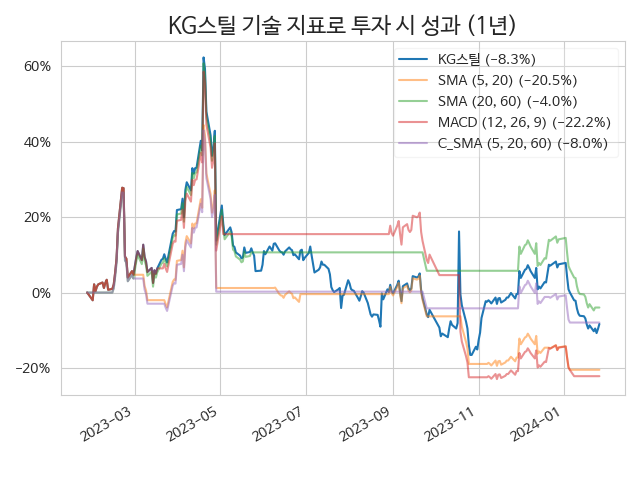 KG스틸 기술 지표로 투자 시 성과 (1년)
KG스틸 (−8.3%)
SMA (5, 20) (−20.5%)
SMA (20, 60) (−4.0%)
MACD (12, 26, 9) (−22.2%)
C_SMA (5, 20, 60) (−8.0%)
60%
40%
20%
0%
−20%
2023−03
2023−05
2023−07
2023−09
2023−11
2024−01